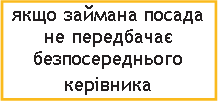 якщо займана посада
не передбачає
безпосереднього
керівника